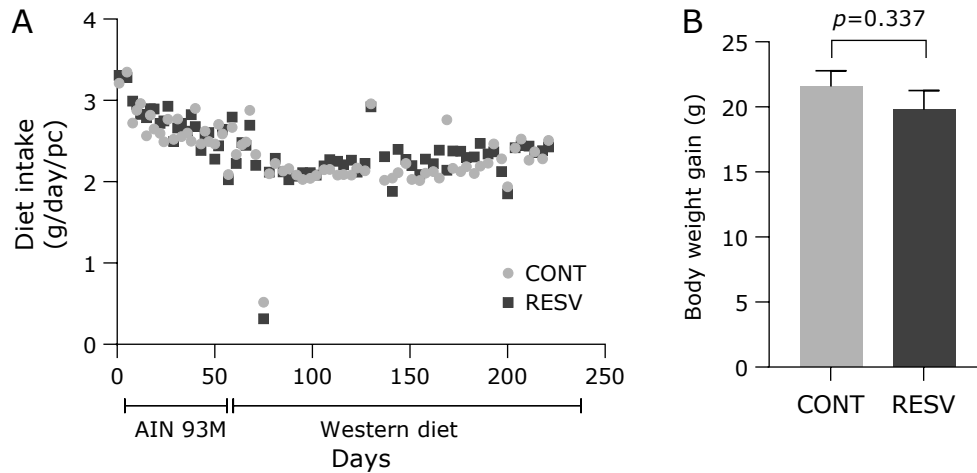 A
Diet intake
(g/day/pc)
4
3
2
1
0
0
50
100
150
200
250
CONT
RESV
AIN 93M
Western diet
Days
B
p=0.337
Body weight gain (g)
25
20
15
10
5
0
CONT
RESV